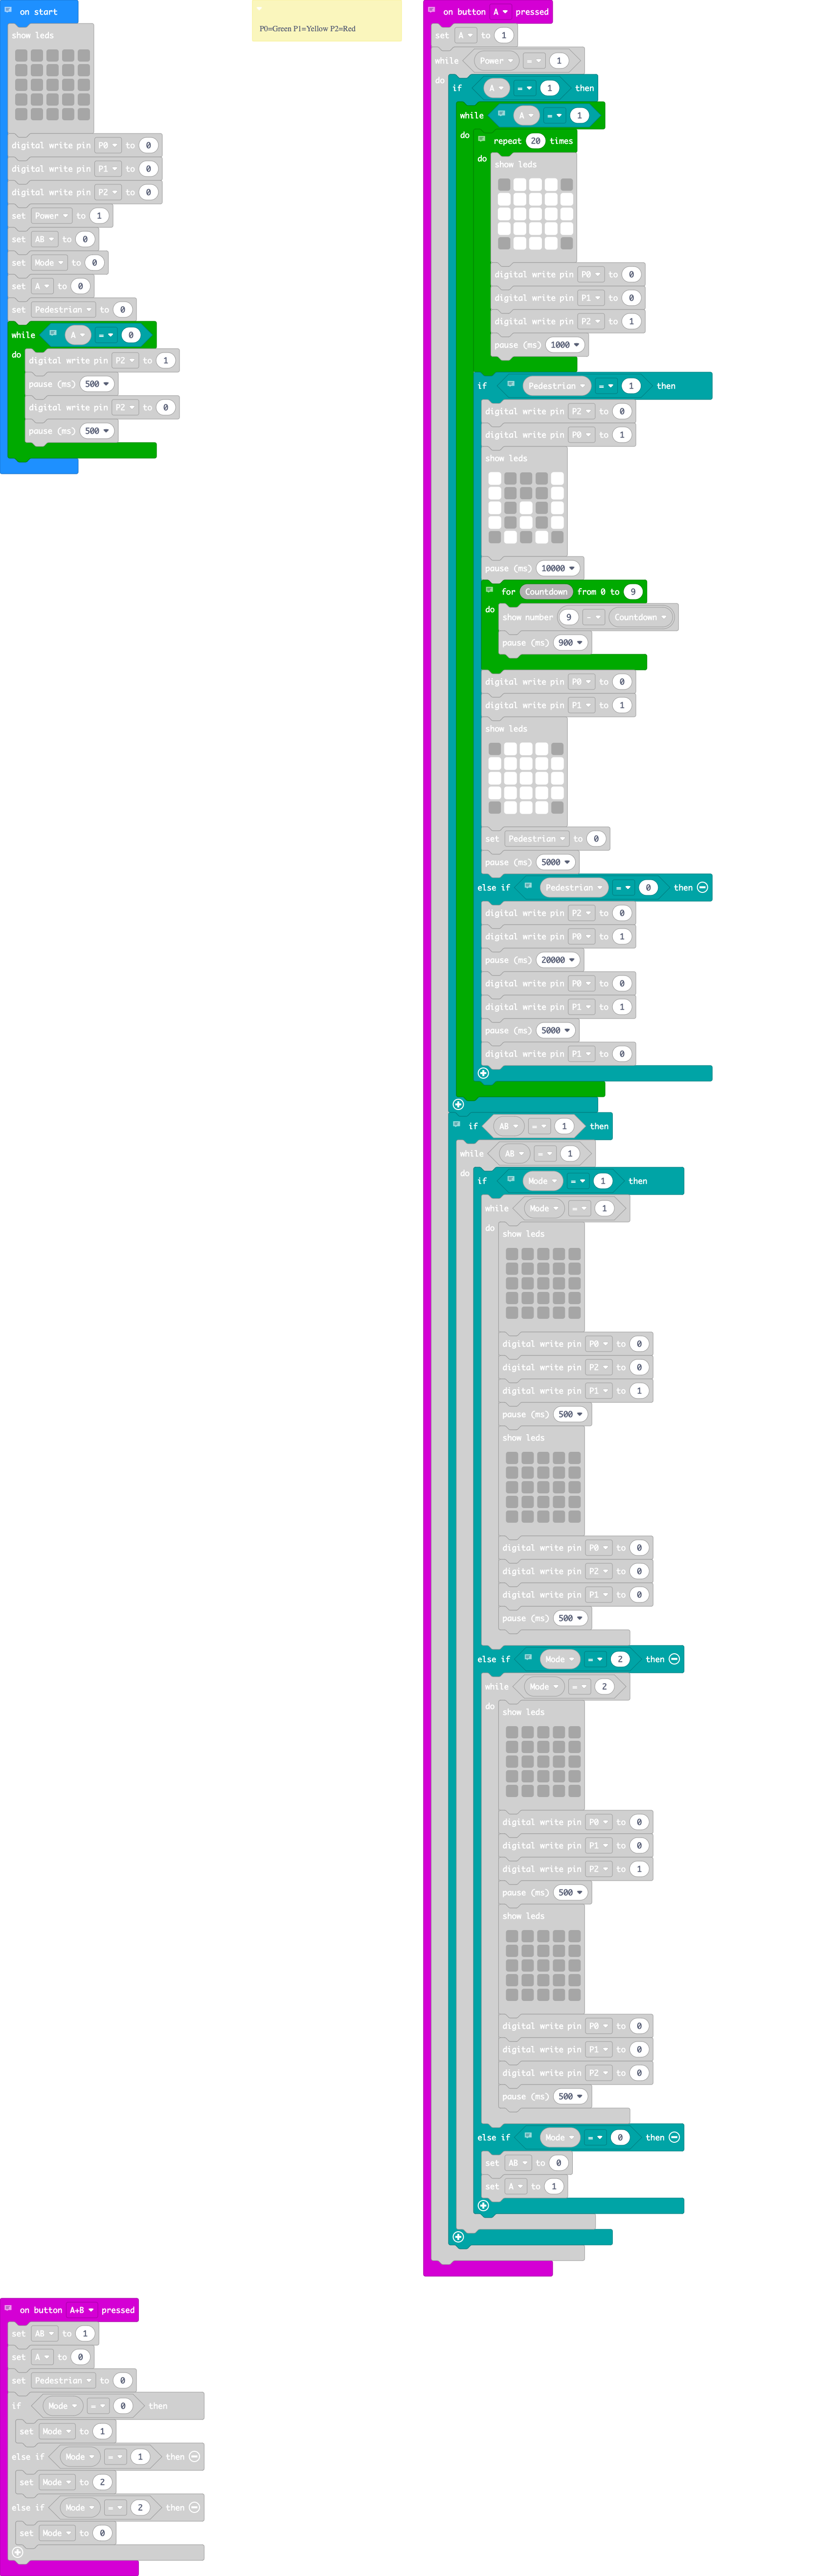 on start
show leds
digital write pin P0 to 0
digital write pin P1 to 0
digital write pin P2 to 0
set Power to 1
set AB to 0
set Mode to 0
set A to 0
set Pedestrian to 0
while A = 0
do
digital write pin P2 to 1
pause (ms) 500
digital write pin P2 to 0
pause (ms) 500
P0=Green P1=Yellow P2=Red
on button A pressed
set A to 1
while Power = 1
do
if A = 1 then
while A = 1
do
repeat 20 times
do
show leds
digital write pin P0 to 0
digital write pin P1 to 0
digital write pin P2 to 1
pause (ms) 1000
if Pedestrian = 1 then
digital write pin P2 to 0
digital write pin P0 to 1
show leds
pause (ms) 10000
for Countdown from 0 to 9
do
show number 9 - Countdown
pause (ms) 900
digital write pin P0 to 0
digital write pin P1 to 1
show leds
set Pedestrian to 0
pause (ms) 5000
else if Pedestrian = 0 then
digital write pin P2 to 0
digital write pin P0 to 1
pause (ms) 20000
digital write pin P0 to 0
digital write pin P1 to 1
pause (ms) 5000
digital write pin P1 to 0
if AB = 1 then
while AB = 1
do
if Mode = 1 then
while Mode = 1
do
show leds
digital write pin P0 to 0
digital write pin P2 to 0
digital write pin P1 to 1
pause (ms) 500
show leds
digital write pin P0 to 0
digital write pin P2 to 0
digital write pin P1 to 0
pause (ms) 500
else if Mode = 2 then
while Mode = 2
do
show leds
digital write pin P0 to 0
digital write pin P1 to 0
digital write pin P2 to 1
pause (ms) 500
show leds
digital write pin P0 to 0
digital write pin P1 to 0
digital write pin P2 to 0
pause (ms) 500
else if Mode = 0 then
set AB to 0
set A to 1
on button A+B pressed
set AB to 1
set A to 0
set Pedestrian to 0
if Mode = 0 then
set Mode to 1
else if Mode = 1 then
set Mode to 2
else if Mode = 2 then
set Mode to 0